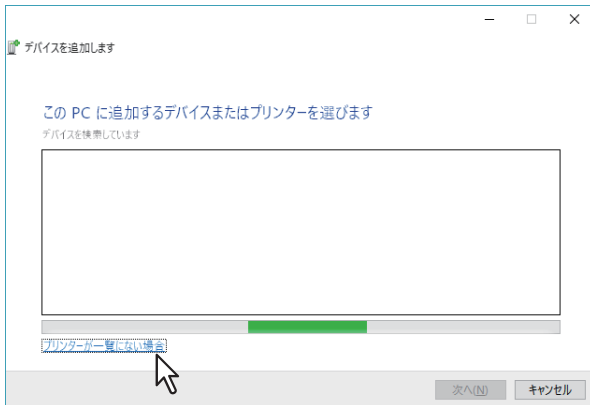 デバイスを追加します
この PC に追加するデバイスまたはプリンターを選びます
デバイスを検索しています
プリンターが一覧にない場合
次へ(N)
キャンセル